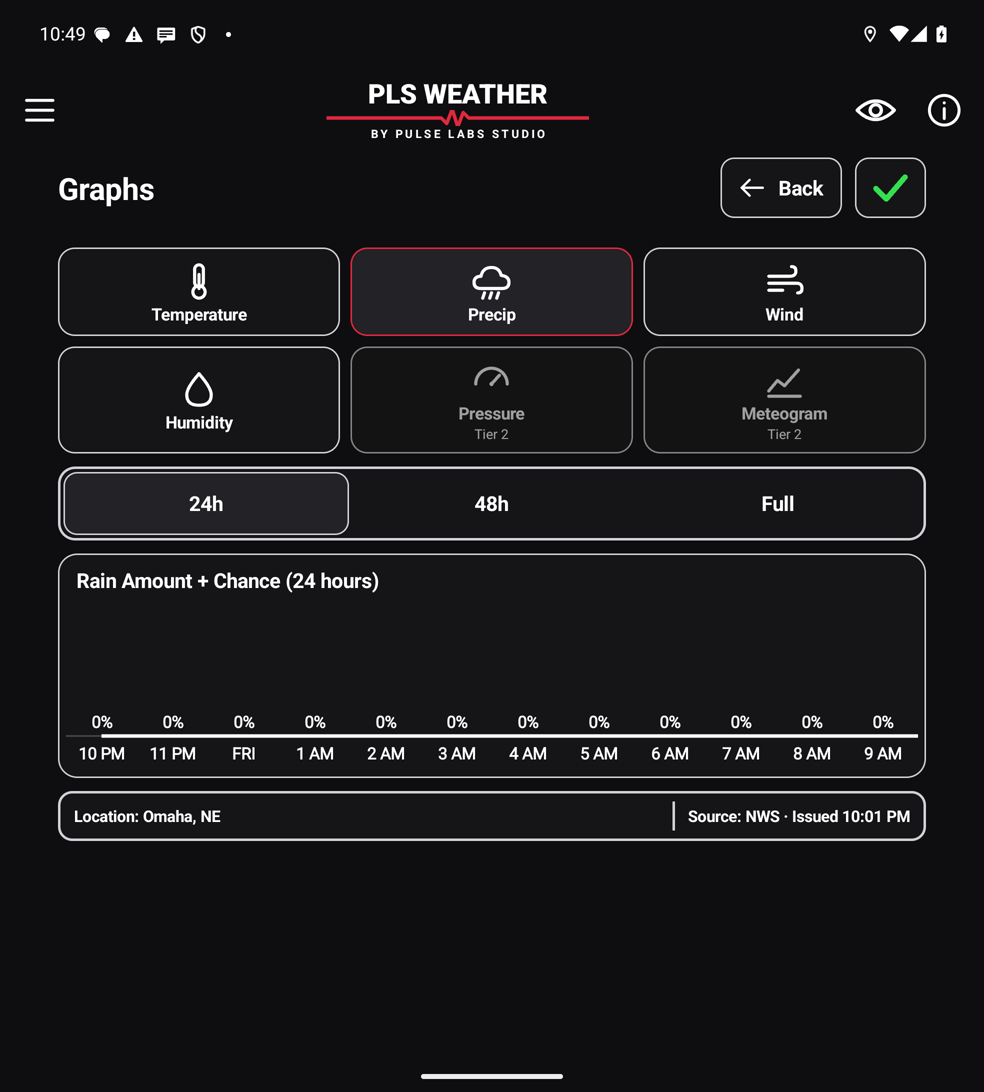 10:49
PLS WEATHER
BY PULSE LABS STUDIO
Graphs
Back
Temperature
Precip
Wind
Humidity
Pressure
Tier 2
Meteogram
Tier 2
24h 48h Full
Rain Amount + Chance (24 hours)
0% 0% 0% 0% 0% 0% 0% 0% 0% 0% 0% 0%
10 PM 11 PM FRI 1 AM 2 AM 3 AM 4 AM 5 AM 6 AM 7 AM 8 AM 9 AM
Location: Omaha, NE
Source: NWS · Issued 10:01 PM